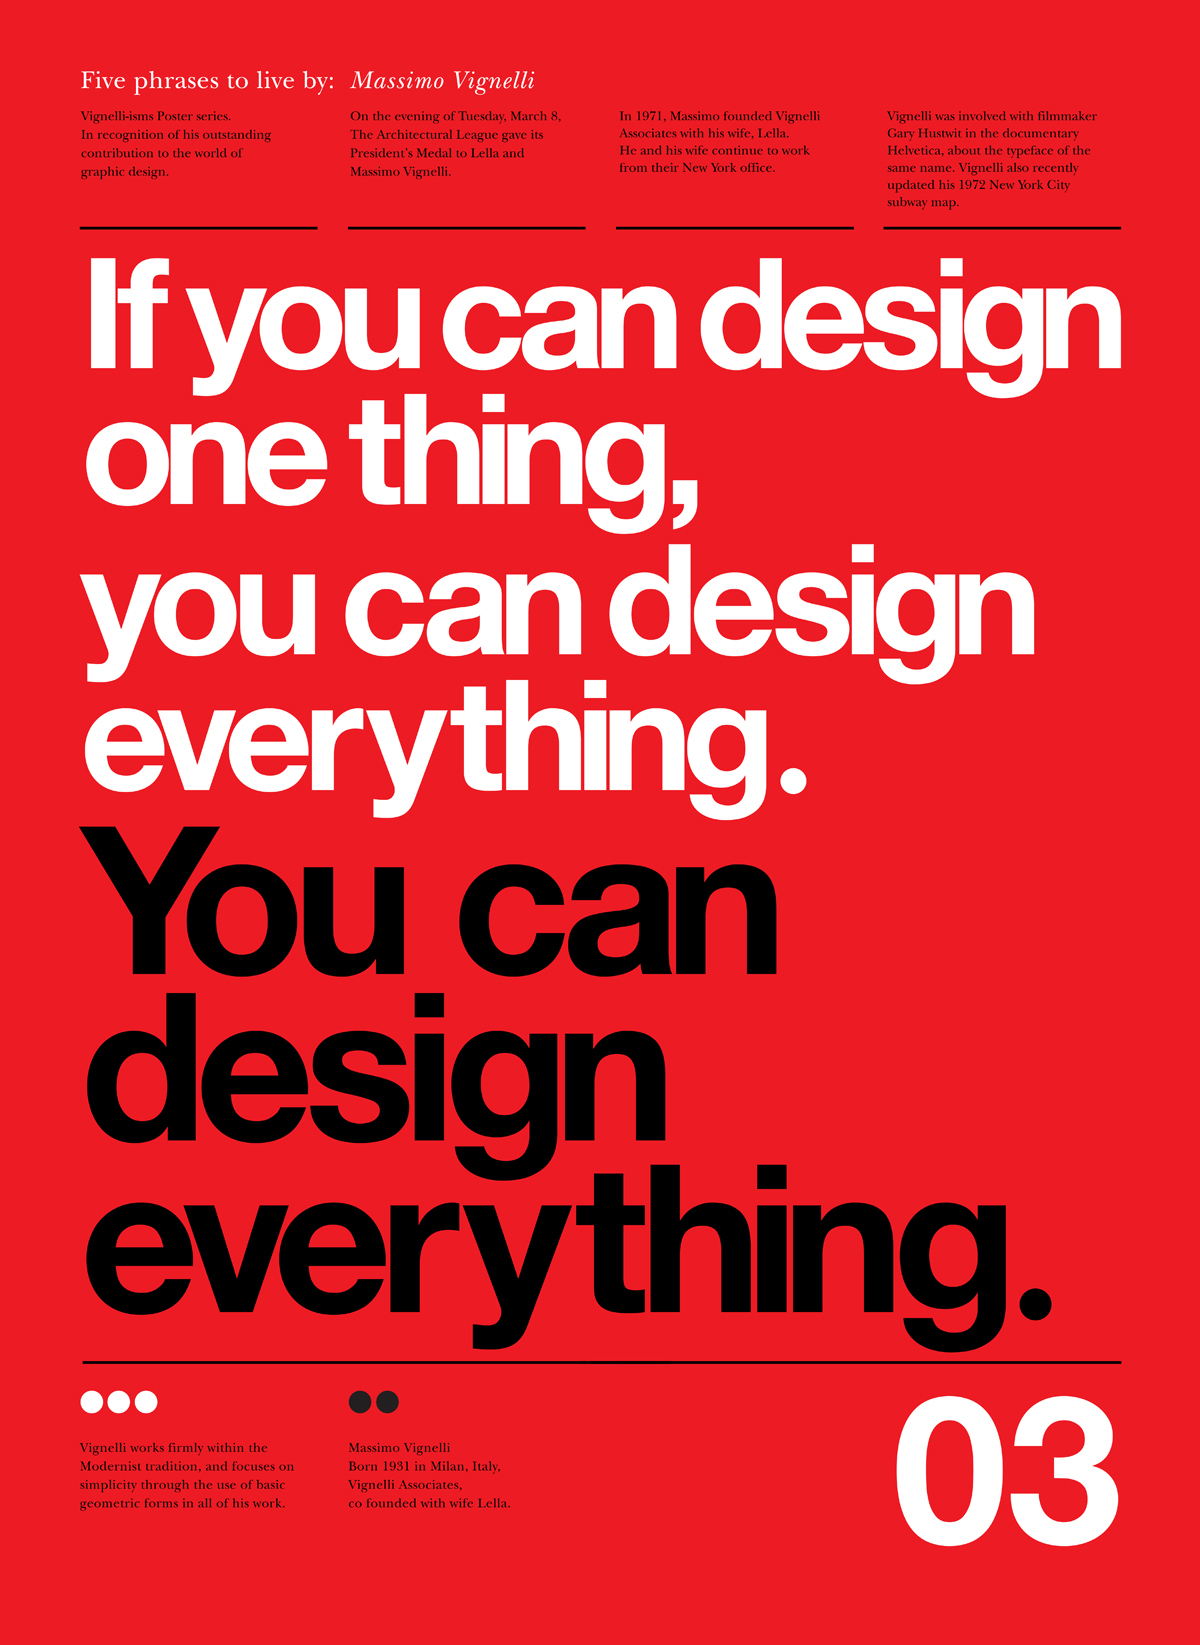 Five phrases to live by: Massimo Vignelli
Vignelli-isms Poster series.
In recognition of his outstanding
contribution to the world of
graphic design.
On the evening of Tuesday, March 8,
The Architectural League gave its
President's Medal to Lella and
Massimo Vignelli.
In 1971, Massimo founded Vignelli
Associates with his wife, Lella.
He and his wife continue to work
from their New York office.
Vignelli was involved with filmmaker
Gary Hustwit in the documentary
Helvetica, about the typeface of the
same name. Vignelli also recently
updated his 1972 New York City
subway map.
If you can design
one thing,
you can design
everything.
You can
design
everything.
Vignelli works firmly within the
Modernist tradition, and focuses on
simplicity through the use of basic
geometric forms in all of his work.
Massimo Vignelli
Born 1931 in Milan, Italy,
Vignelli Associates,
co founded with wife Lella.
03